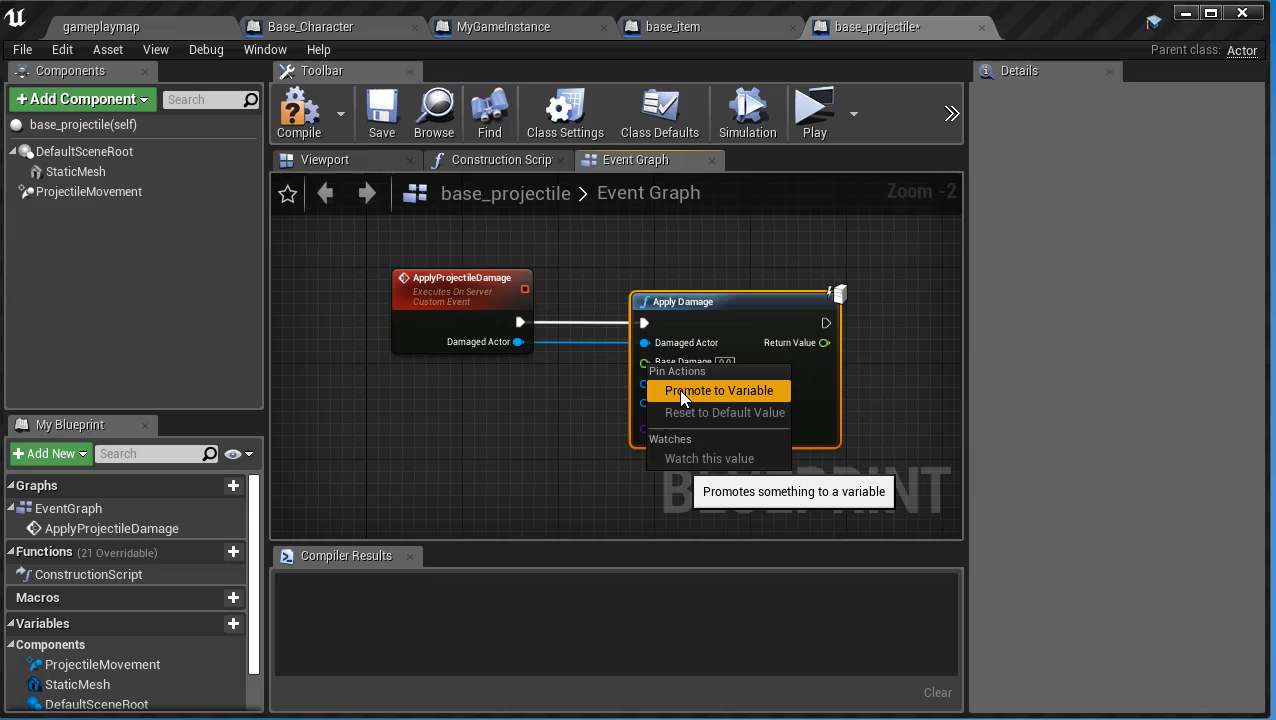 gameplaymap
Base_Character
MyGameInstance
base_item
base_projectile*
File
Edit
Asset
View
Debug
Window
Help
Parent class: Actor
Components
Toolbar
Details
+Add Component
Search
Compile
Save
Browse
Find
Class Settings
Class Defaults
Simulation
Play
base_projectile(self)
DefaultSceneRoot
StaticMesh
ProjectileMovement
Viewport
Construction Scrip
Event Graph
base_projectile > Event Graph
Zoom -2
ApplyProjectileDamage
Executes On Server
Custom Event
Damaged Actor
Apply Damage
Damaged Actor
Return Value
Base Damage 0.0
Pin Actions
Promote to Variable
Reset to Default Value
Watches
Watch this value
Promotes something to a variable
My Blueprint
+Add New
Search
Graphs
EventGraph
ApplyProjectileDamage
Functions (21 Overridable)
ConstructionScript
Macros
Variables
Components
ProjectileMovement
StaticMesh
DefaultSceneRoot
Compiler Results
Clear